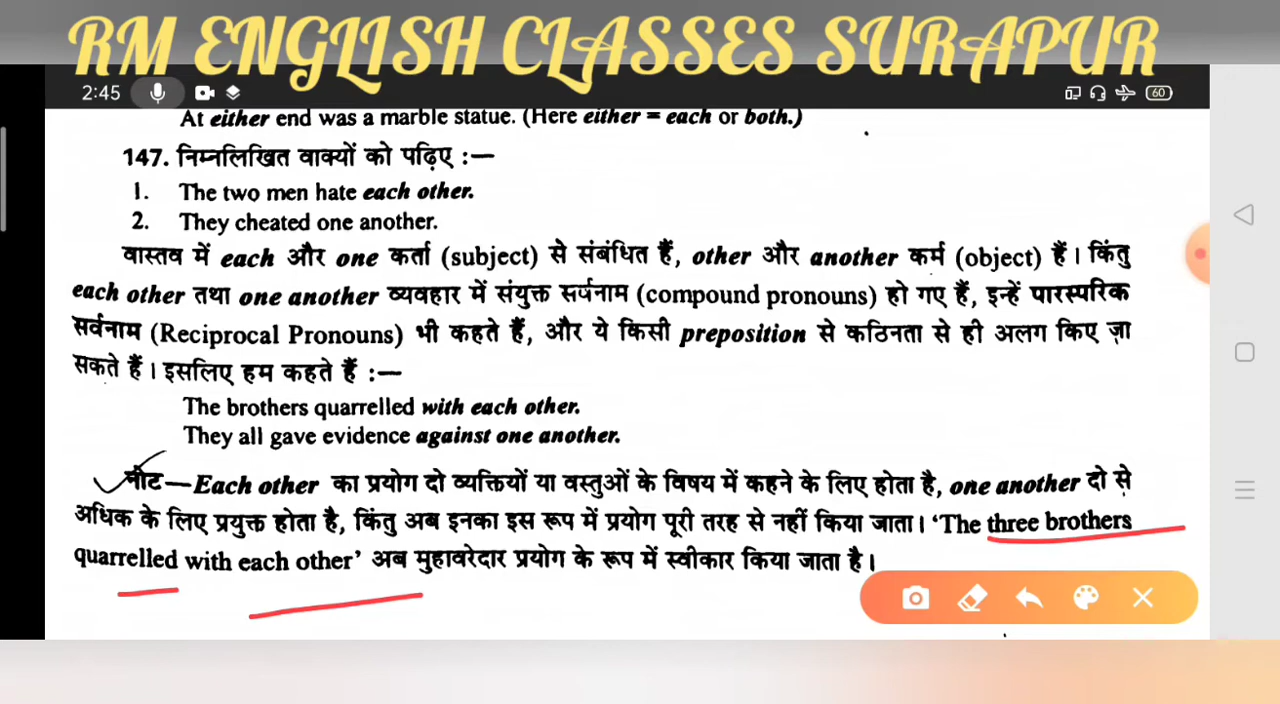 RM ENGLISH CLASSES SURAPUR
2:45
60
At either end was a marble statue. (Here either = each or both.)
147. निम्नलिखित वाक्यों को पढ़िए :—
1. The two men hate each other.
2. They cheated one another.
वास्तव में each और one कर्ता (subject) से संबंधित हैं, other और another कर्म (object) हैं। किंतु
each other तथा one another व्यवहार में संयुक्त सर्वनाम (compound pronouns) हो गए हैं, इन्हें पारस्परिक
सर्वनाम (Reciprocal Pronouns) भी कहते हैं, और ये किसी preposition से कठिनता से ही अलग किए जा
सकते हैं। इसलिए हम कहते हैं :—
The brothers quarrelled with each other.
They all gave evidence against one another.
नोट—Each other का प्रयोग दो व्यक्तियों या वस्तुओं के विषय में कहने के लिए होता है, one another दो से
अधिक के लिए प्रयुक्त होता है, किंतु अब इनका इस रूप में प्रयोग पूरी तरह से नहीं किया जाता। ‘The three brothers
quarrelled with each other’ अब मुहावरेदार प्रयोग के रूप में स्वीकार किया जाता है।